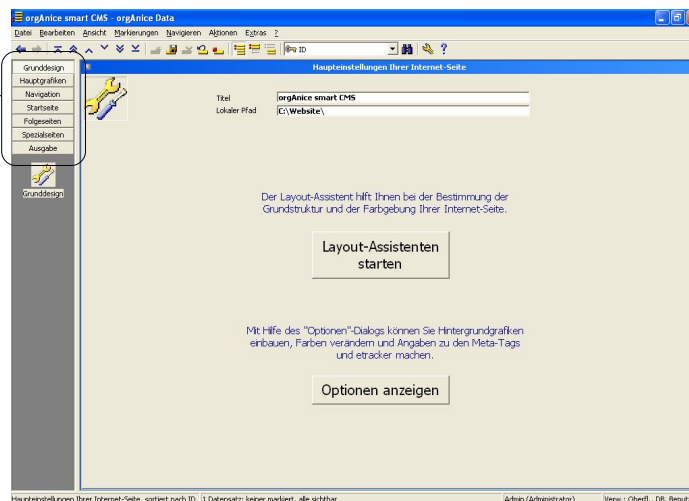 orgAnice smart CMS - orgAnice Data
Datei Bearbeiten Ansicht Markierungen Navigieren Aktionen Extras ?
ID
Grunddesign
Hauptgrafiken
Navigation
Startseite
Folgeseiten
Spezialseiten
Ausgabe
Grunddesign
Haupteinstellungen Ihrer Internet-Seite
Titel orgAnice smart CMS
Lokaler Pfad C:\Website\
Der Layout-Assistent hilft Ihnen bei der Bestimmung der
Grundstruktur und der Farbgebung Ihrer Internet-Seite.
Layout-Assistenten
starten
Mit Hilfe des "Optionen"-Dialogs können Sie Hintergrundgrafiken
einbauen, Farben verändern und Angaben zu den Meta-Tags
und etracker machen.
Optionen anzeigen
Haupteinstellungen Ihrer Internet-Seite, sortiert nach ID 1 Datensatz: keiner markiert, alle sichtbar Admin (Administrator) Verw.: Oberfl., DB, Benut